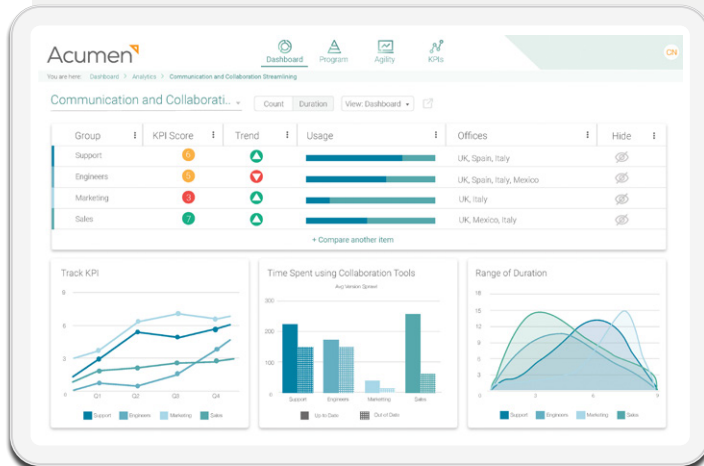 Acumen
Dashboard Program Agility KPIs
CN
You are here: Dashboard > Analytics > Communication and Collaboration Streamlining
Communication and Collaborati...
Count Duration View: Dashboard
Group KPI Score Trend Usage Offices Hide
Support 6 UK, Spain, Italy
Engineers 5 UK, Spain, Italy, Mexico
Marketing 3 UK, Italy
Sales 7 UK, Mexico, Italy
+ Compare another item
Track KPI
9
6
3
0
Q1 Q2 Q3 Q4
Support Engineers Marketing Sales
Time Spent using Collaboration Tools
Avg Version Spread
300
200
100
0
Support Engineers Marketing Sales
Up to Date Out of Date
Range of Duration
18
15
12
9
6
3
0 3 6 9
Support Engineers Marketing Sales